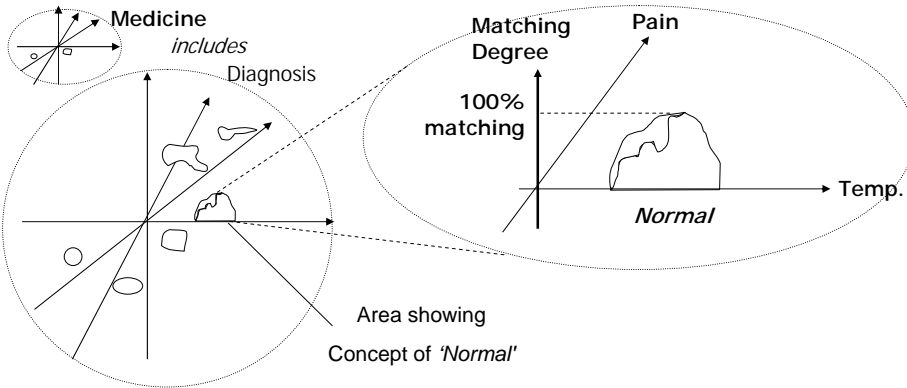 Medicine
includes
Diagnosis
Matching
Degree
Pain
100%
matching
Temp.
Normal
Area showing
Concept of 'Normal'